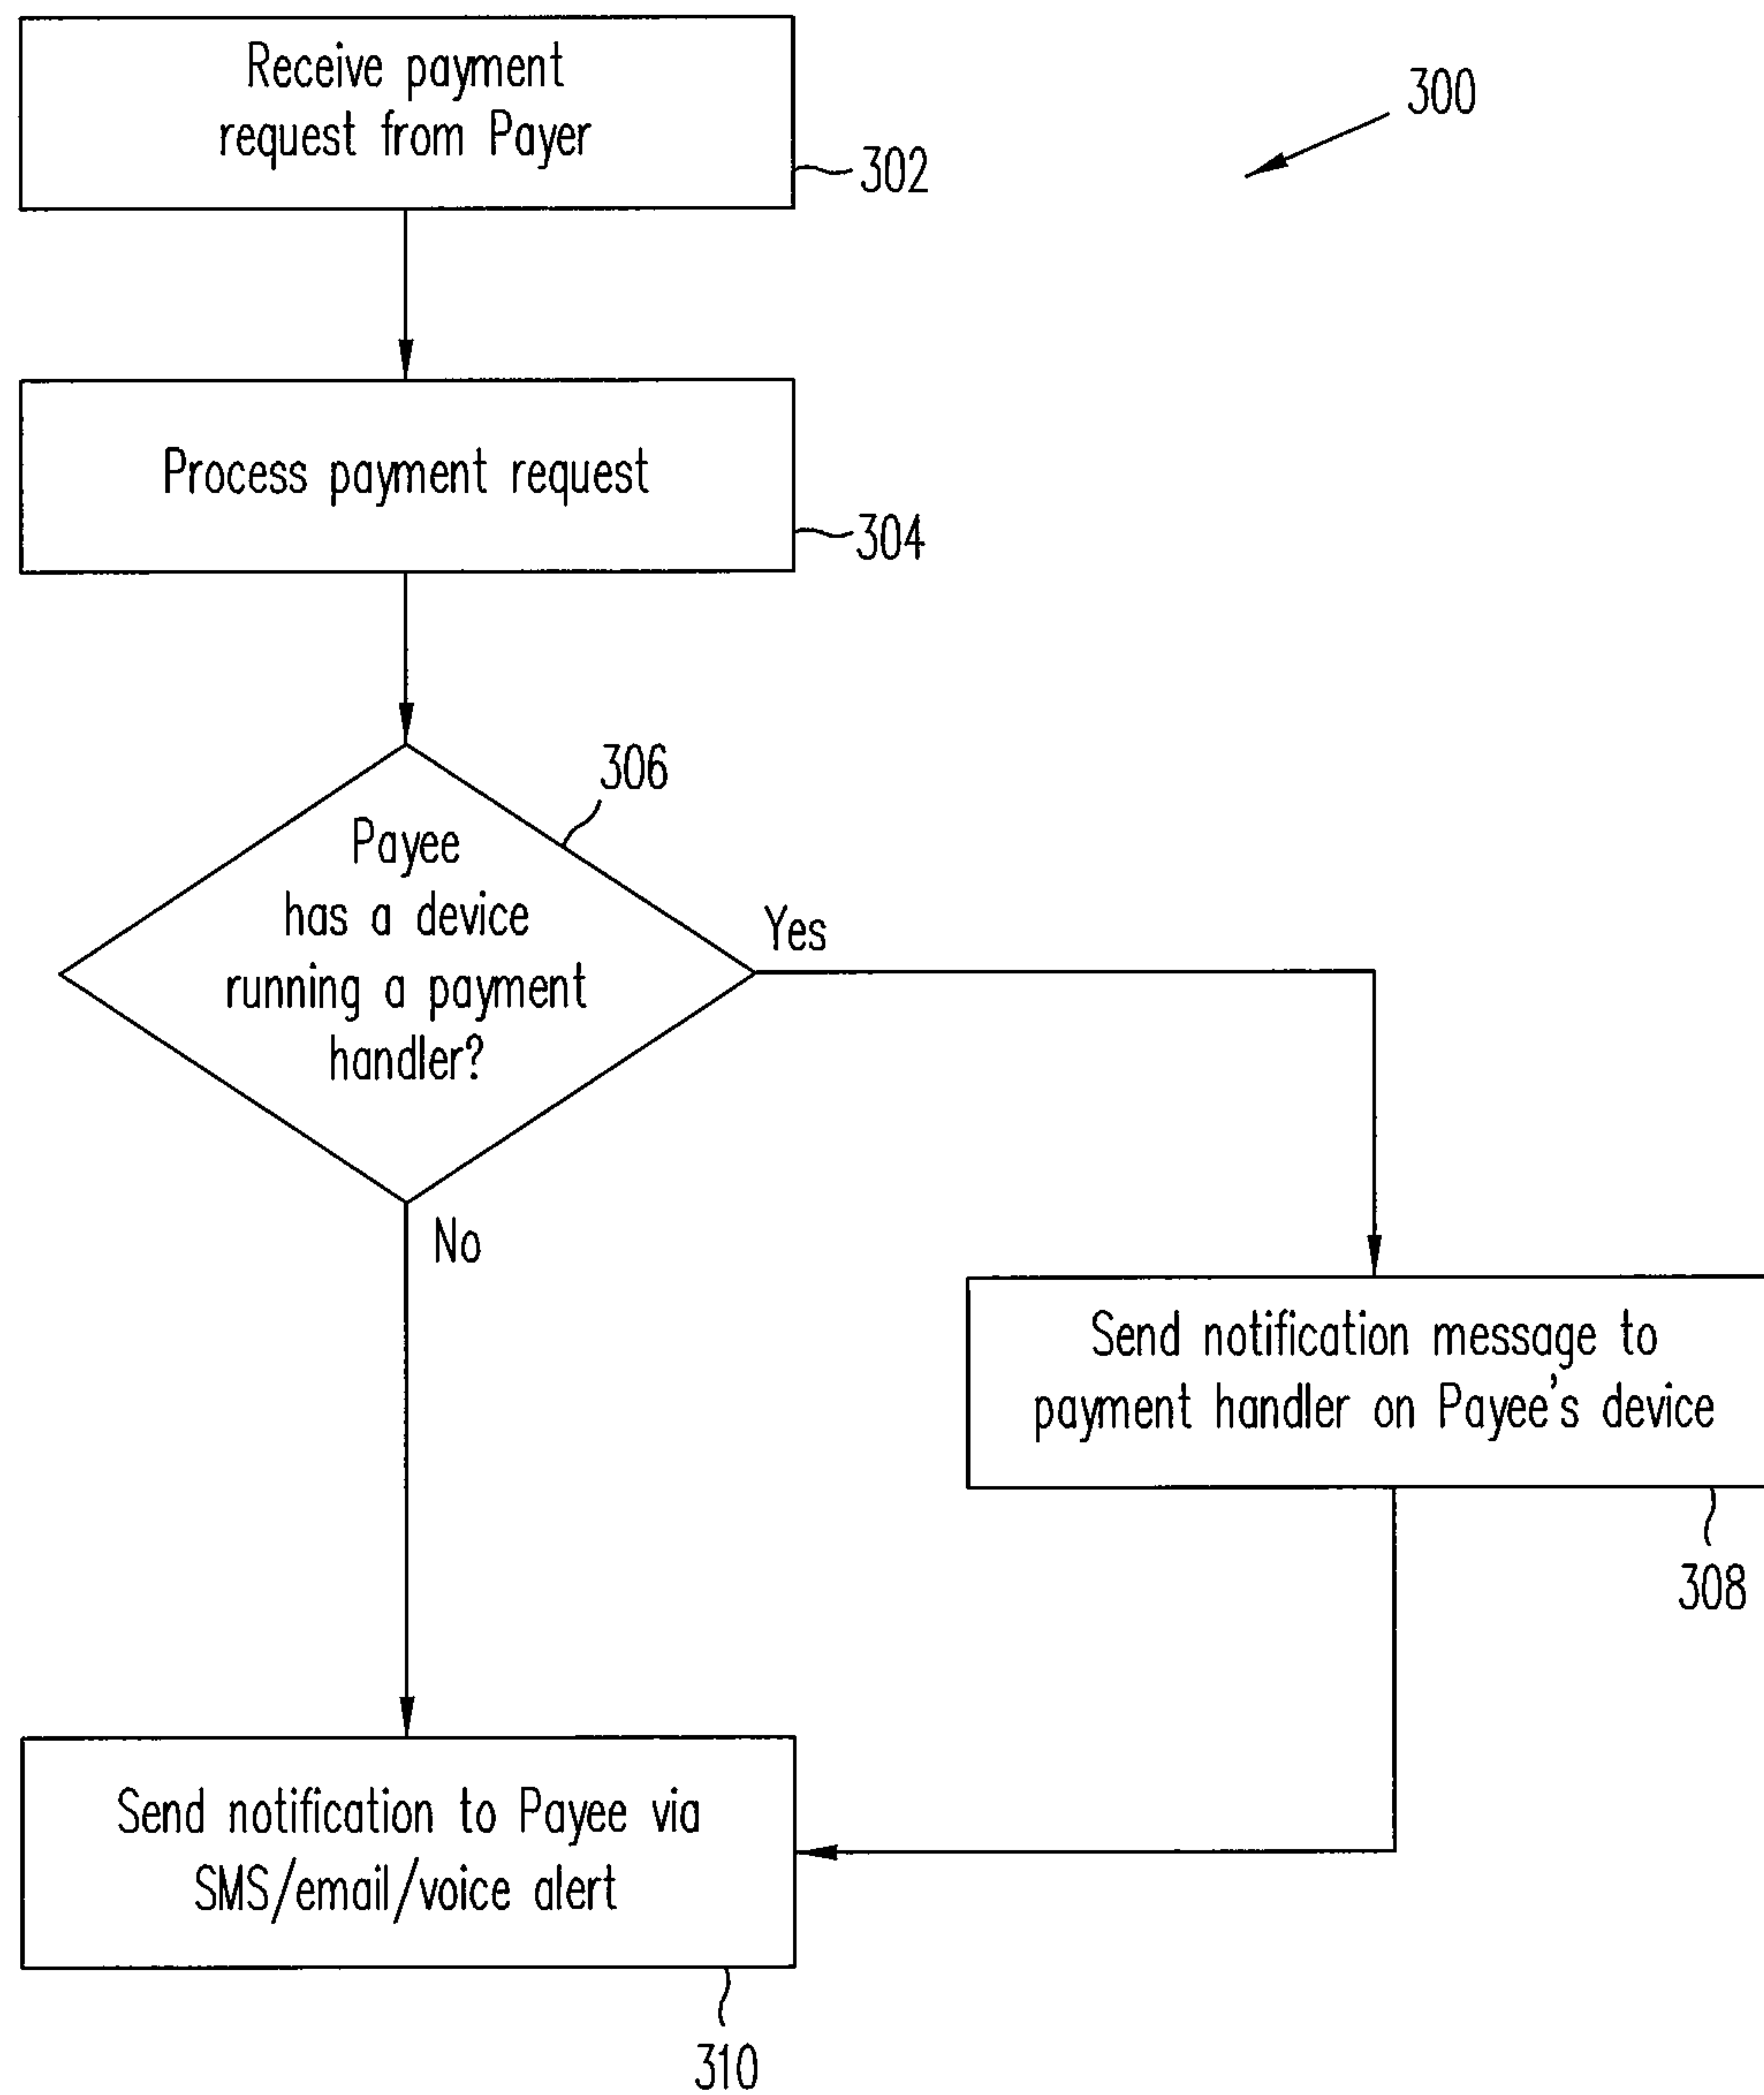 Receive payment
request from Payer
302
300
Process payment request
304
306
Payee
has a device
running a payment
handler?
Yes
No
Send notification message to
payment handler on Payee's device
308
Send notification to Payee via
SMS/email/voice alert
310